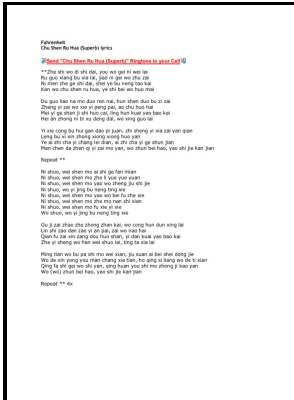 Fahrenheit
Chu Shen Ru Hua (Superb) lyrics
Send "Chu Shen Ru Hua (Superb)" Ringtone to your Cell
**Zhe shi wo di shi dai, you wo gei ni wei lai
Ru guo xiang bu xia lai, jiao ni gei wo zhu zai
Ni men zhe ge shi dai, shei ye bu neng tao kai
Kan wo chu shen ru hua, ye shi bei wo huo mai
Du guo liao na mo duo nan nai, hun shen duo bu zi zai
Zheng yi zai wo xie yi peng pai, ao chu huo hai
Mei yi ge shen ji shi huo cai, ling hun kuai yao bao kai
Hei an zhong ni bi xu deng dai, wo xing guo lai
Yi xie cong bu hui gan dao pi juan, zhi sheng yi xia zai yan qian
Leng bu xi xin zhong xiong xiong huo yan
Ye ai zhi cha yi chang lei dian, ai zhi cha yi ge shun jian
Man chen da zhen qi yi zai mo yan, wo zhun bei hao, yao shi jie kan jian
Repeat **
Ni shuo, wei shen mo ai shi ge fan mian
Ni shuo, wei shen mo zhe li yue yue yuan
Ni shuo, wei shen mo yao wo zheng jiu shi jie
Ni shuo, wo yi jing bu neng ting xie
Ni shuo, wei shen mo yao wo bei fu zhe xie
Ni shuo, wei shen mo zhe mo nan shi xian
Ni shuo, wei shen mo fu xie yi xie
Wo shuo, wo yi jing bu neng ting xie
Gu ji zai zhao zhe zhong zhan kai, wo cong hun dun xing lai
Lin shi zao dan zao yi an pai, zai wo nao hai
Qian fu zai xin zang dou huo shan, yi dan kuai yao bao kai
Zhe yi sheng wo han wei shuo lai, ting ta xia lai
Ming tian wo bu pa shi mo wei xian, jiu suan ai bei shei dong jie
Wo de xin yong you man chang xia tian, ho qing si liang wo de ti xian
Qing fa shi gei wo shi yan, qing huan you shi mo zhong ji kao yan
Wo (wo) zhun bei hao, yao shi jie kan jian
Repeat ** 4x